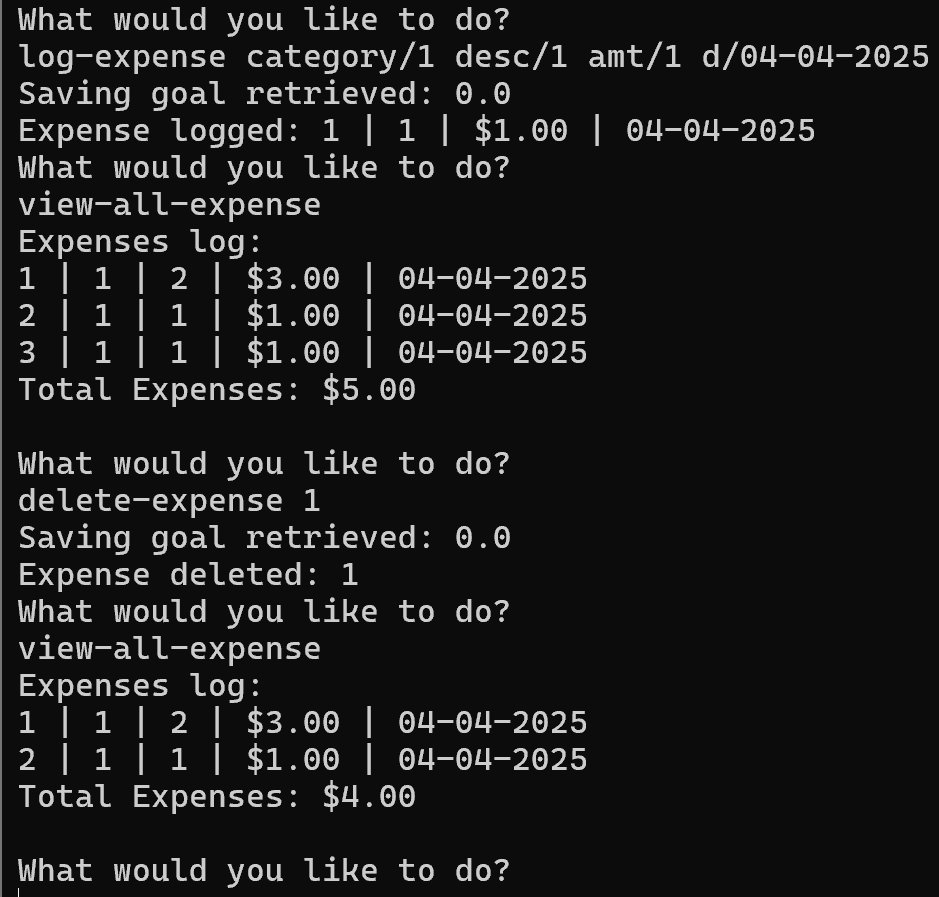 What would you like to do?
log-expense category/1 desc/1 amt/1 d/04-04-2025
Saving goal retrieved: 0.0
Expense logged: 1 | 1 | $1.00 | 04-04-2025
What would you like to do?
view-all-expense
Expenses log:
1 | 1 | 2 | $3.00 | 04-04-2025
2 | 1 | 1 | $1.00 | 04-04-2025
3 | 1 | 1 | $1.00 | 04-04-2025
Total Expenses: $5.00
What would you like to do?
delete-expense 1
Saving goal retrieved: 0.0
Expense deleted: 1
What would you like to do?
view-all-expense
Expenses log:
1 | 1 | 2 | $3.00 | 04-04-2025
2 | 1 | 1 | $1.00 | 04-04-2025
Total Expenses: $4.00
What would you like to do?